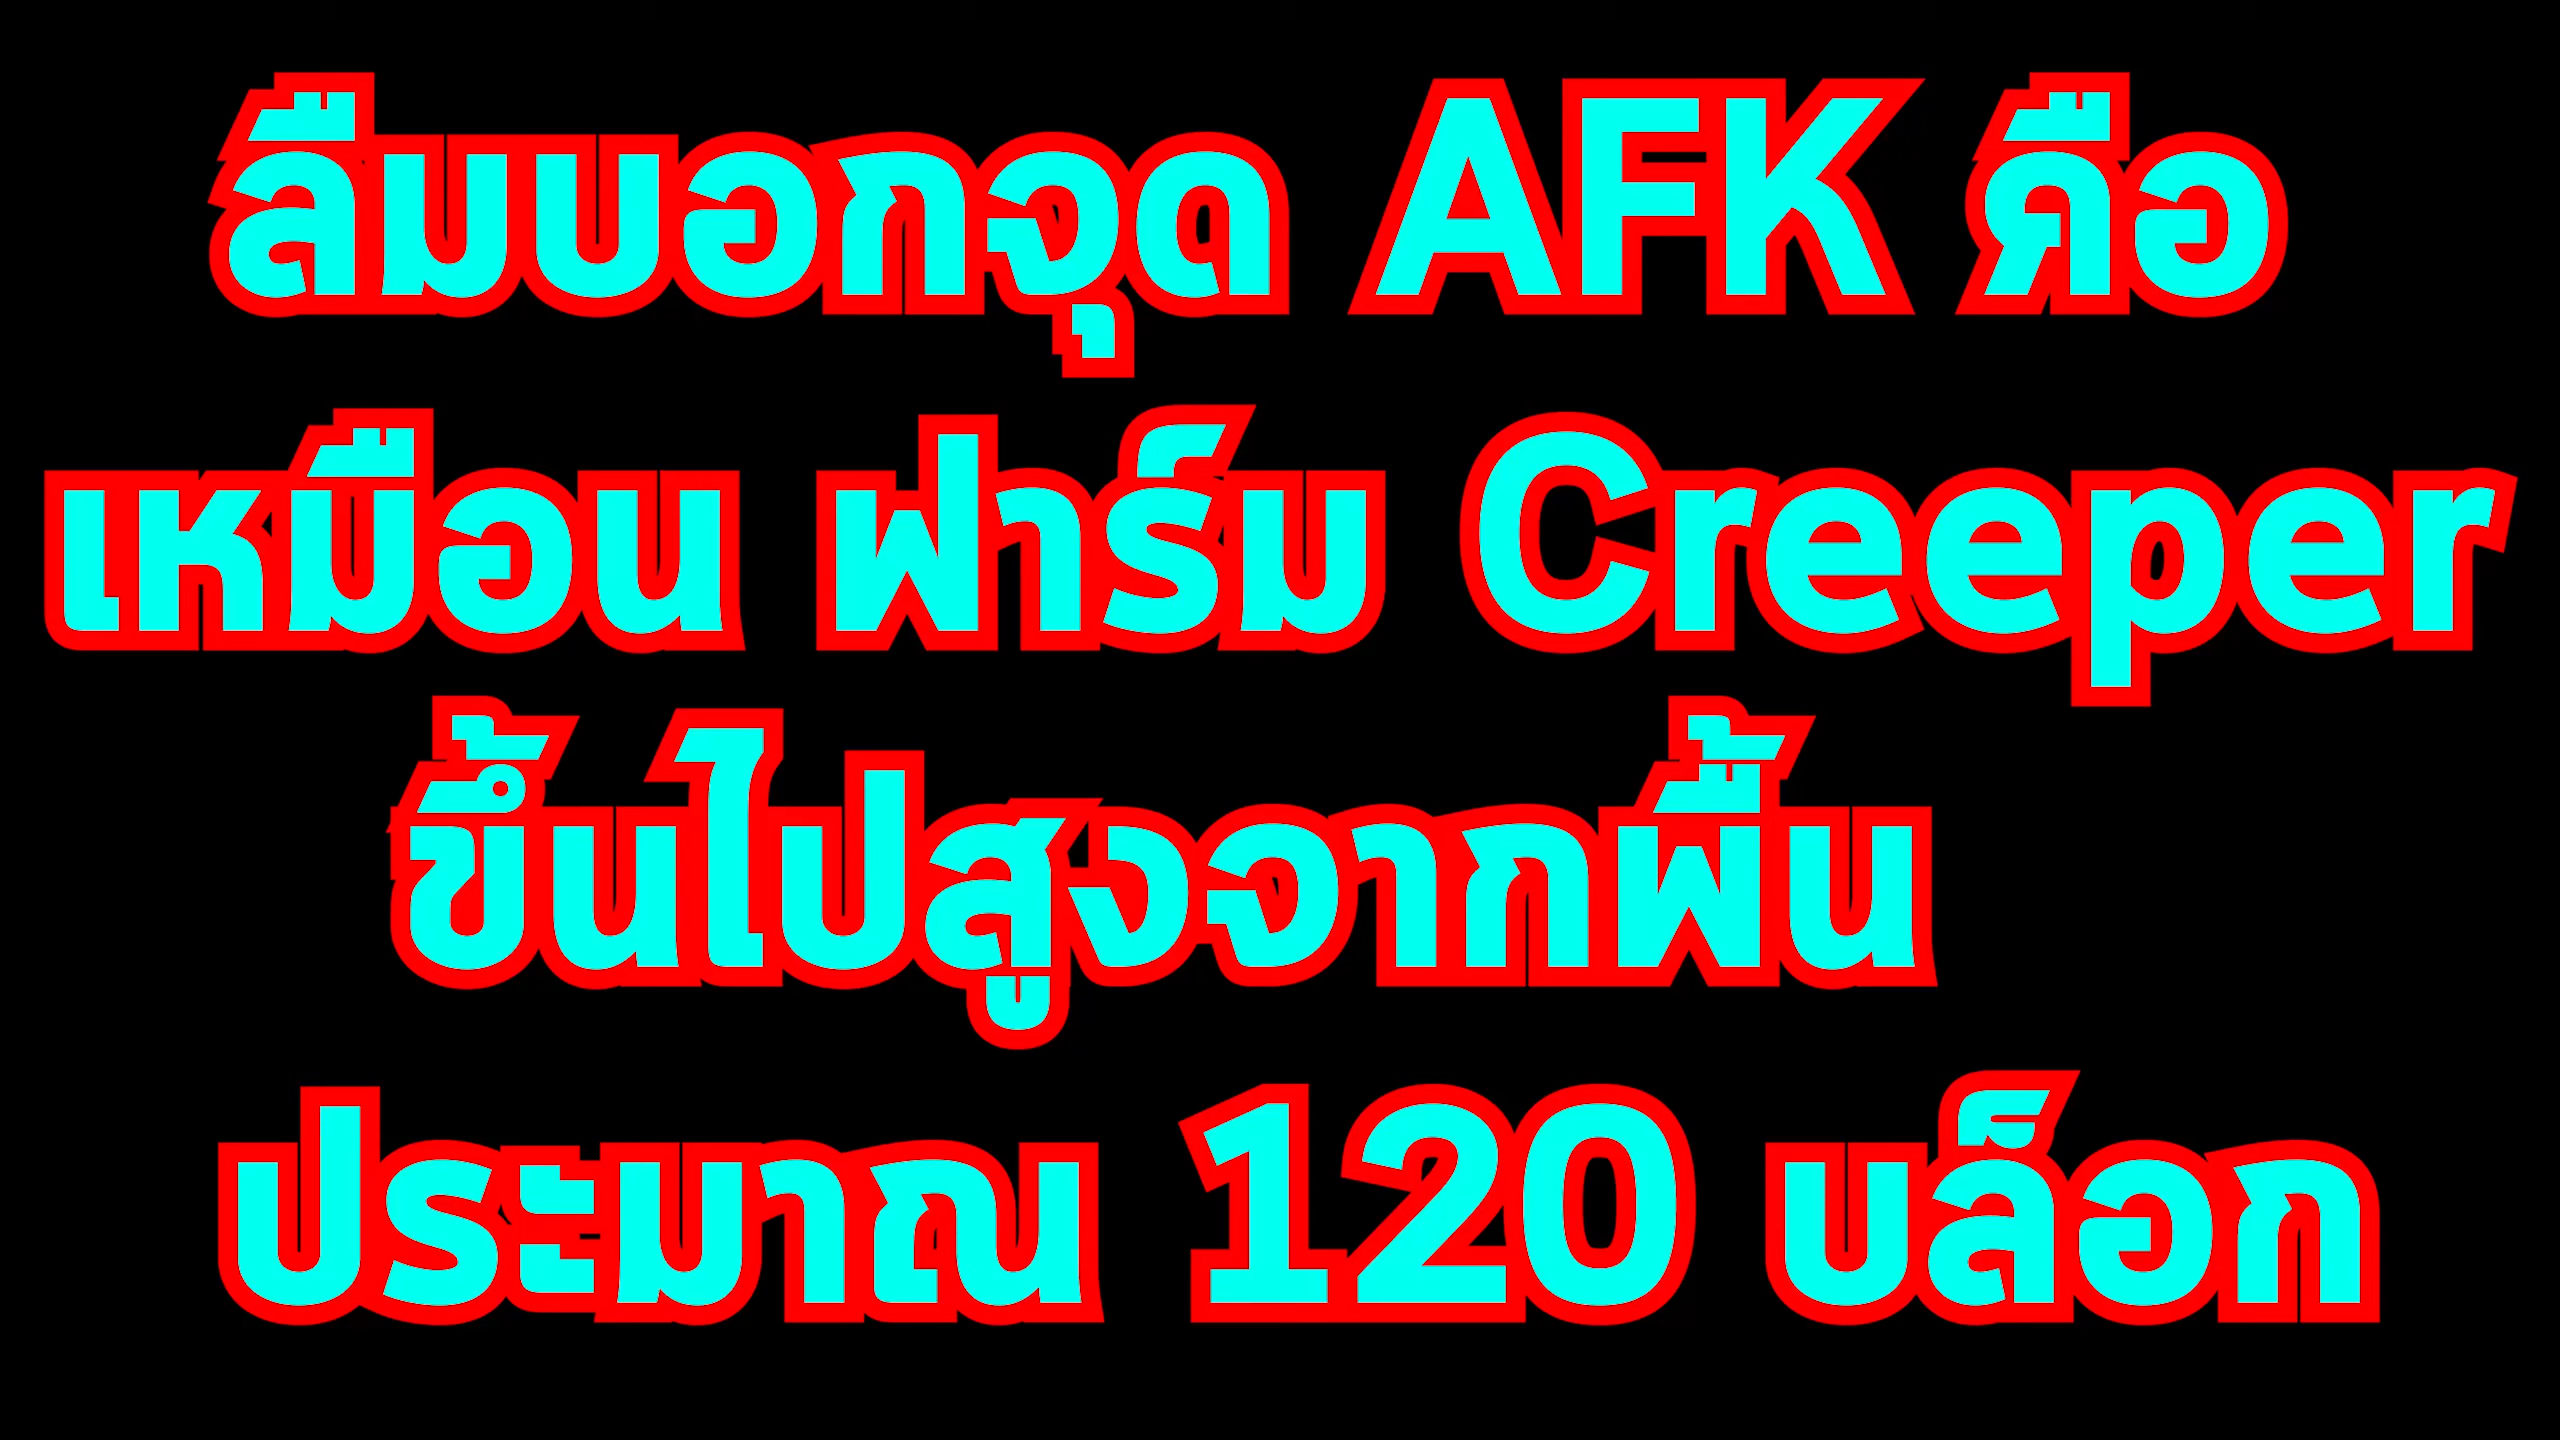 ลืมบอกจุด AFK คือ
เหมือน ฟาร์ม Creeper
ขึ้นไปสูงจากพื้น
ประมาณ 120 บล็อก